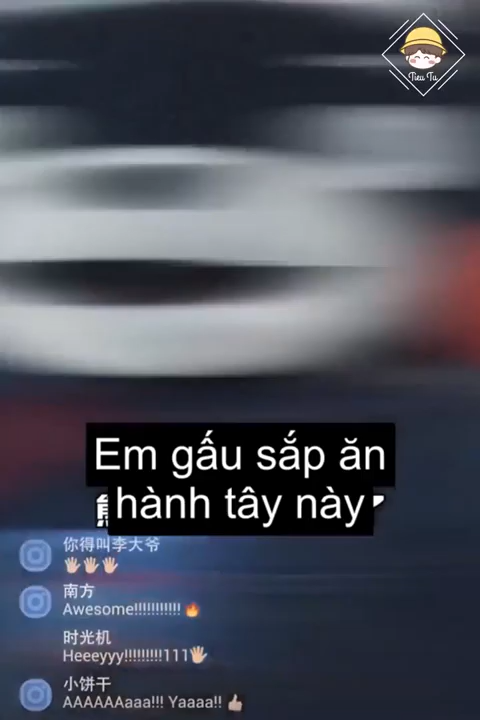 Tieu Tu
Em gấu sắp ăn
hành tây này
你得叫李大爷
🖐🏼🖐🏼🖐🏼
南方
Awesome!!!!!!!!!!! 🔥
时光机
Heeeyyy!!!!!!!!!111🖐🏼
小饼干
AAAAAAaaa!!! Yaaaa!! 👍🏼